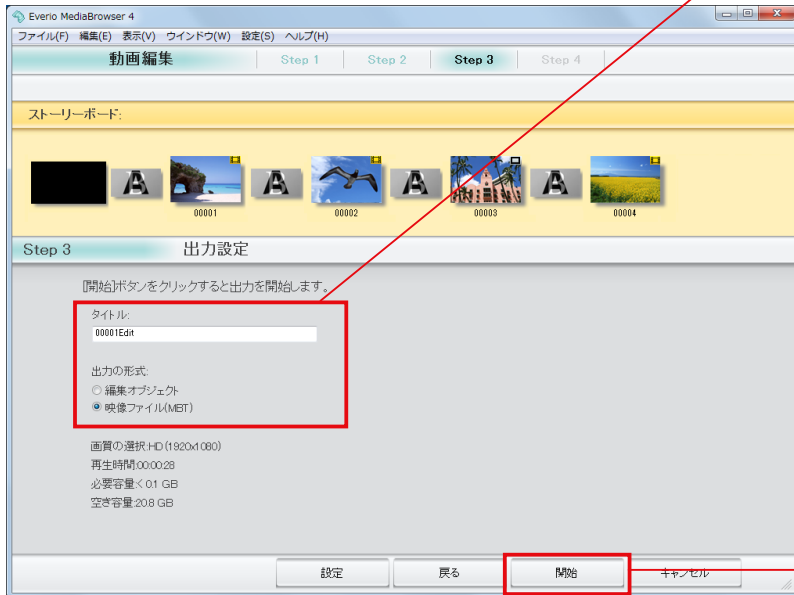 Everio MediaBrowser 4
ファイル(F) 編集(E) 表示(V) ウインドウ(W) 設定(S) ヘルプ(H)
動画編集 Step 1 Step 2 Step 3 Step 4
ストーリーボード:
A A A A
00001 00002 00003 00004
Step 3 出力設定
[開始]ボタンをクリックすると出力を開始します。
タイトル:
00001Edit
出力の形式:
編集オブジェクト
映像ファイル(MBT)
画質の選択:HD (1920x1080)
再生時間:00:00:28
必要容量:< 0.1 GB
空き容量:20.8 GB
設定 戻る 開始 キャンセル